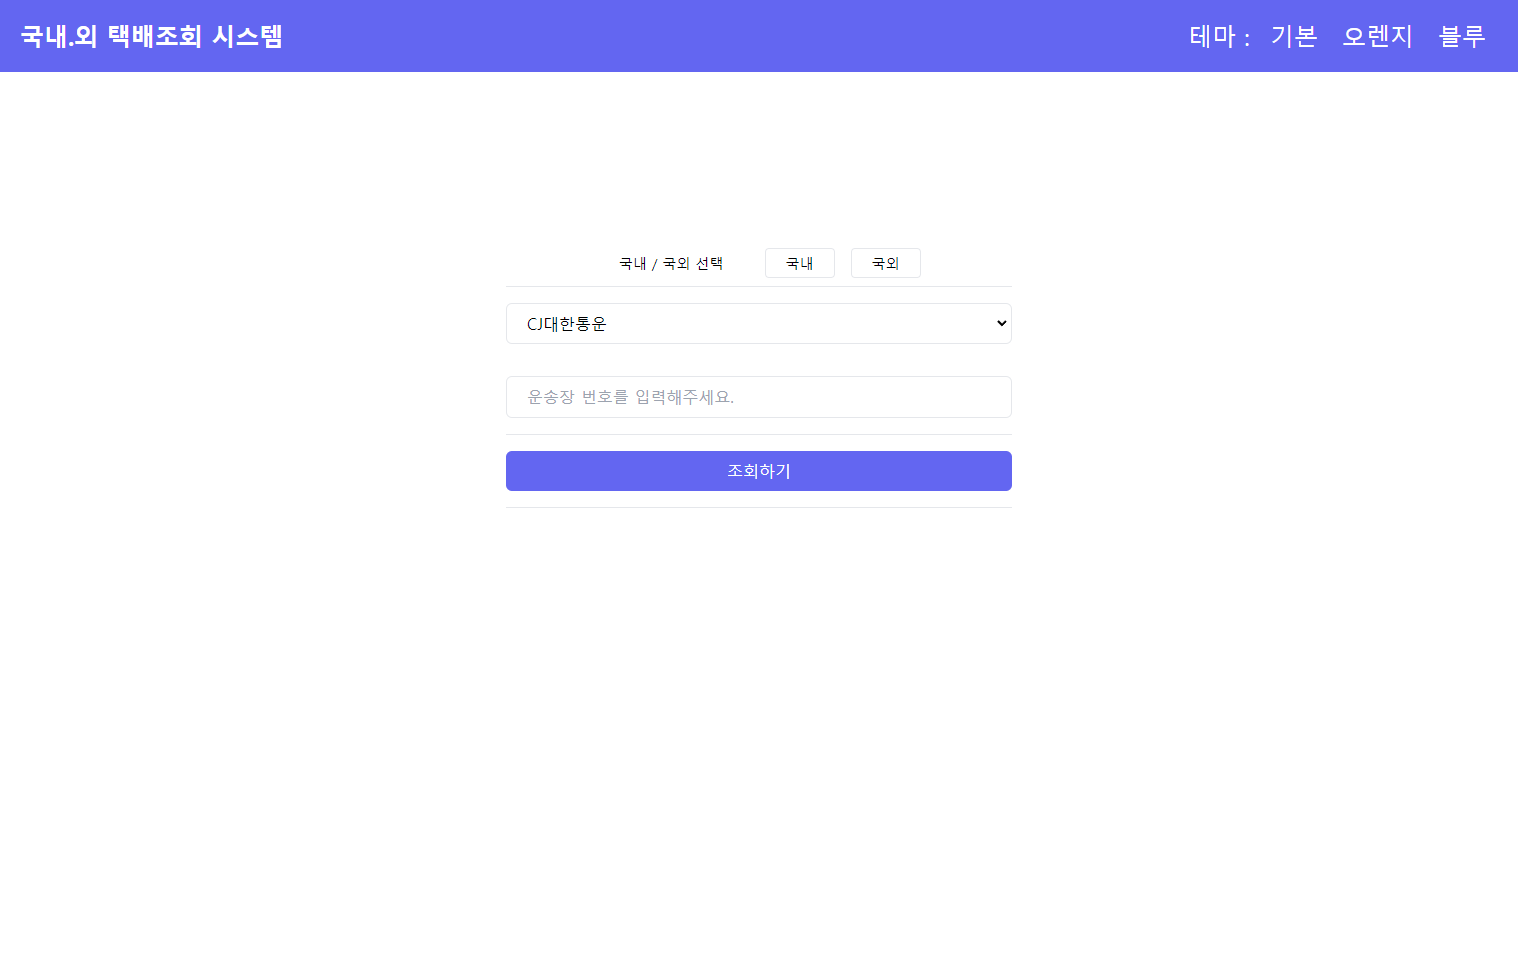 국내.외 택배조회 시스템
테마 : 기본 오렌지 블루
국내 / 국외 선택 국내 국외
CJ대한통운
운송장 번호를 입력해주세요.
조회하기